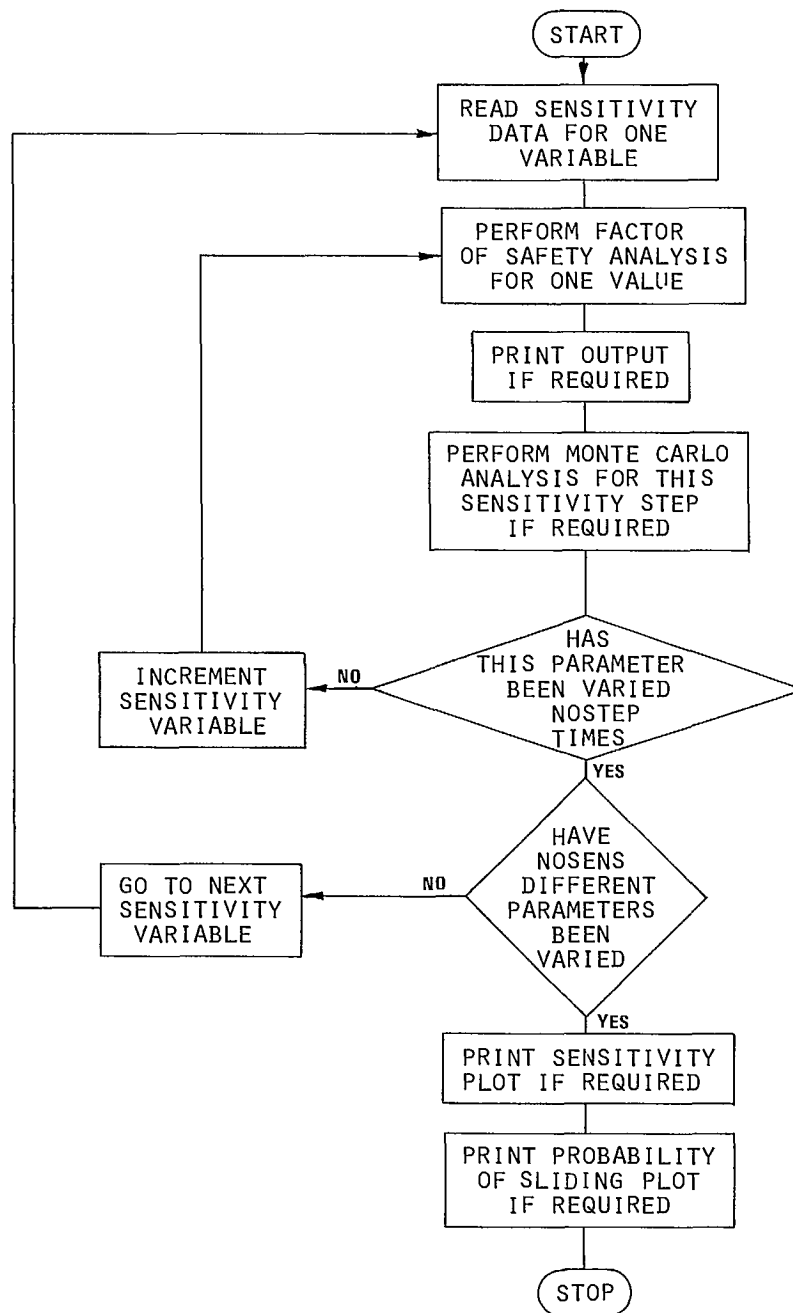 START
READ SENSITIVITY
DATA FOR ONE
VARIABLE
PERFORM FACTOR
OF SAFETY ANALYSIS
FOR ONE VALUE
PRINT OUTPUT
IF REQUIRED
PERFORM MONTE CARLO
ANALYSIS FOR THIS
SENSITIVITY STEP
IF REQUIRED
HAS
THIS PARAMETER
BEEN VARIED
NOSTEP
TIMES
NO
INCREMENT
SENSITIVITY
VARIABLE
YES
HAVE
NOSENS
DIFFERENT
PARAMETERS
BEEN
VARIED
NO
GO TO NEXT
SENSITIVITY
VARIABLE
YES
PRINT SENSITIVITY
PLOT IF REQUIRED
PRINT PROBABILITY
OF SLIDING PLOT
IF REQUIRED
STOP